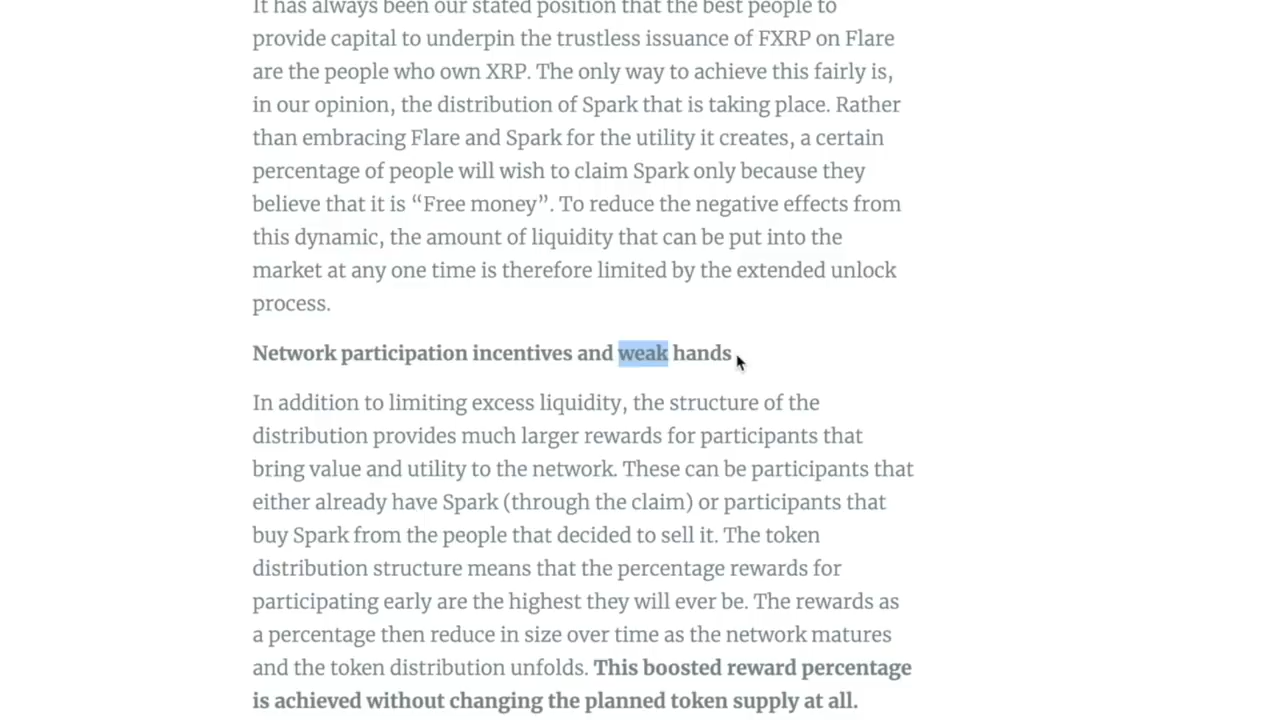 It has always been our stated position that the best people to
provide capital to underpin the trustless issuance of FXRP on Flare
are the people who own XRP. The only way to achieve this fairly is,
in our opinion, the distribution of Spark that is taking place. Rather
than embracing Flare and Spark for the utility it creates, a certain
percentage of people will wish to claim Spark only because they
believe that it is “Free money”. To reduce the negative effects from
this dynamic, the amount of liquidity that can be put into the
market at any one time is therefore limited by the extended unlock
process.
Network participation incentives and weak hands
In addition to limiting excess liquidity, the structure of the
distribution provides much larger rewards for participants that
bring value and utility to the network. These can be participants that
either already have Spark (through the claim) or participants that
buy Spark from the people that decided to sell it. The token
distribution structure means that the percentage rewards for
participating early are the highest they will ever be. The rewards as
a percentage then reduce in size over time as the network matures
and the token distribution unfolds. This boosted reward percentage
is achieved without changing the planned token supply at all.